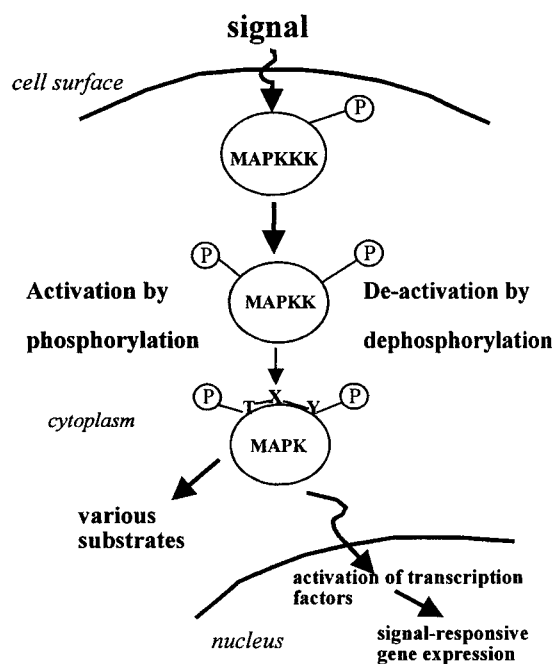 signal
cell surface
P
MAPKKK
P
P
Activation by
phosphorylation
MAPKK
De-activation by
dephosphorylation
P
T X Y
P
cytoplasm
MAPK
various
substrates
activation of transcription
factors
nucleus
signal-responsive
gene expression